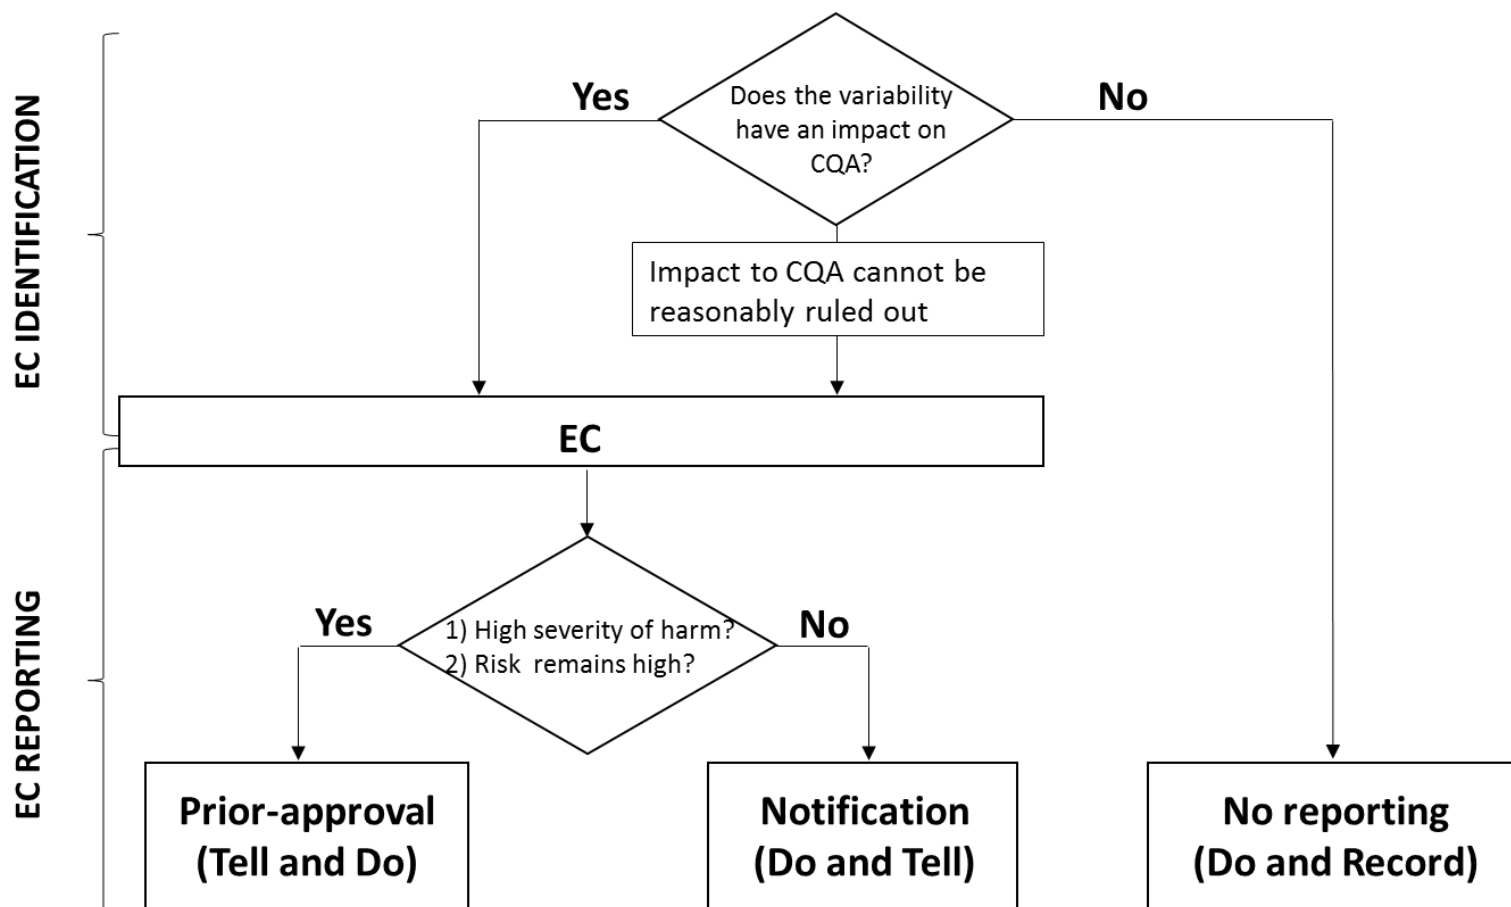 EC IDENTIFICATION
Yes
Does the variability
have an impact on
CQA?
No
Impact to CQA cannot be
reasonably ruled out
EC
EC REPORTING
Yes
1) High severity of harm?
2) Risk remains high?
No
Prior-approval
(Tell and Do)
Notification
(Do and Tell)
No reporting
(Do and Record)